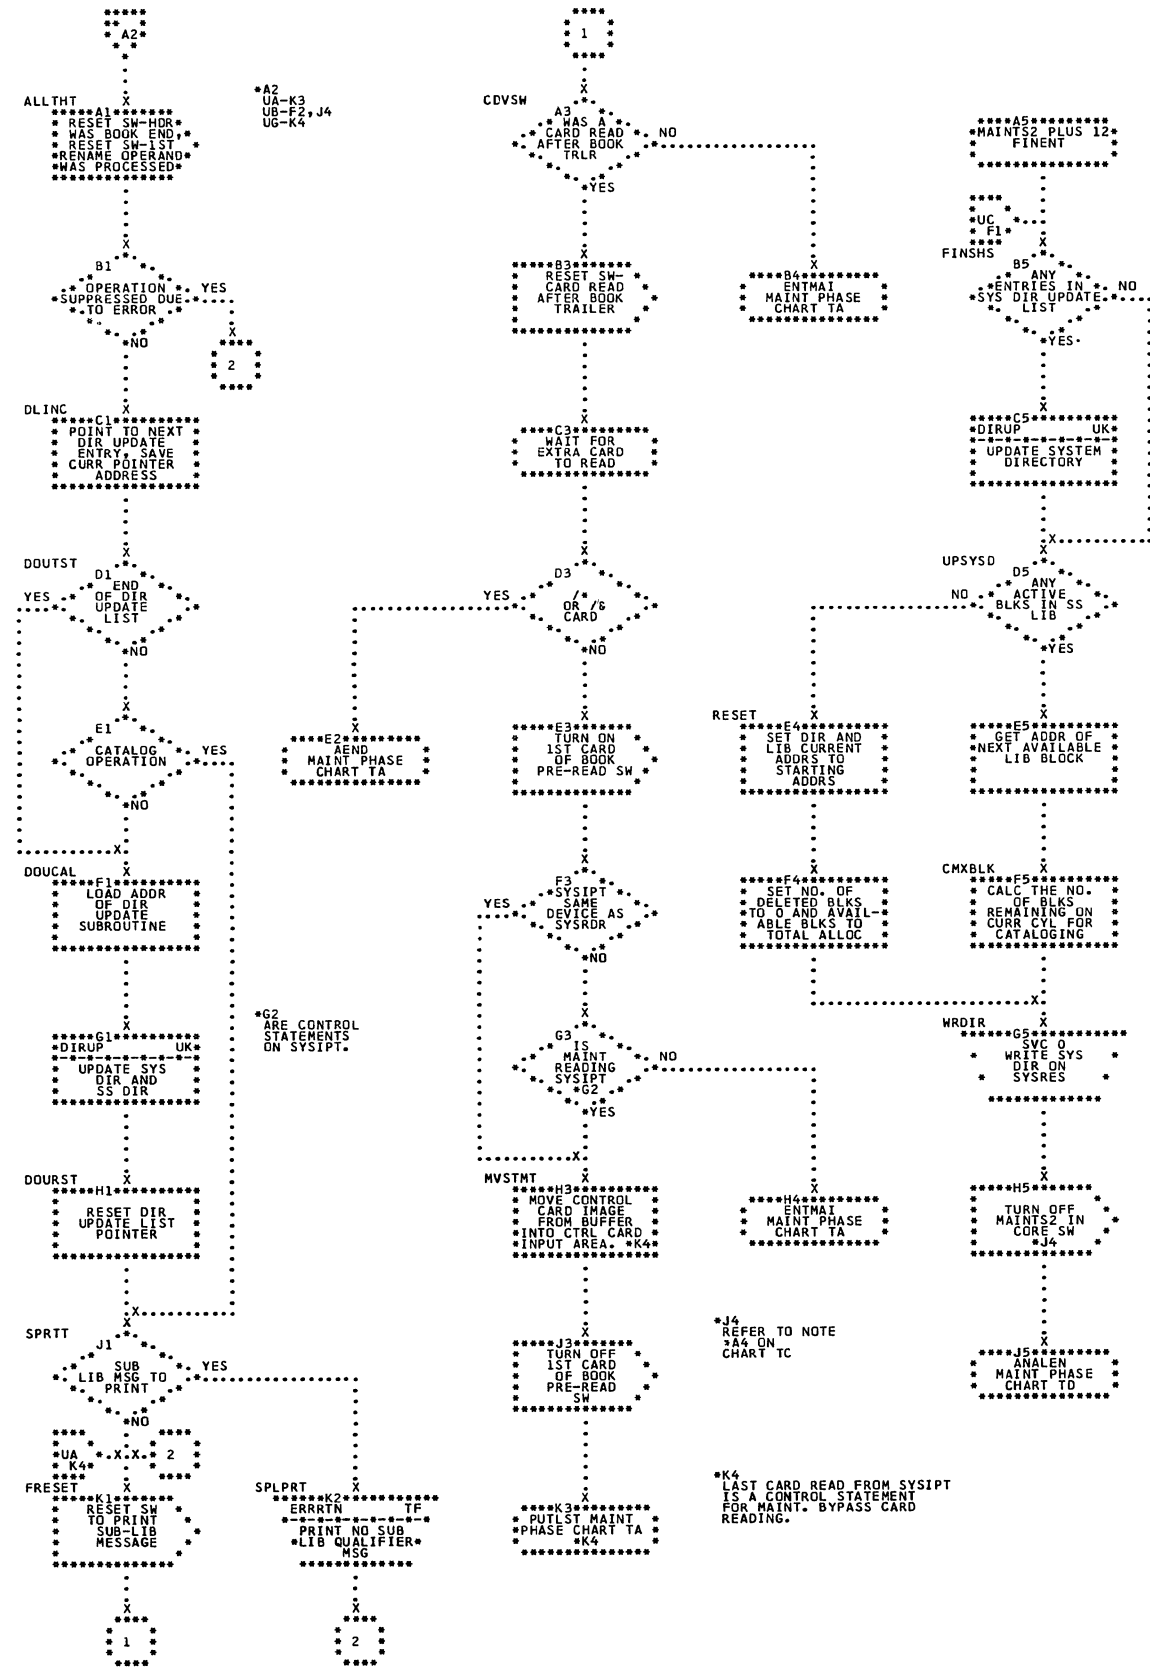 A2
ALLTHT
A1
RESET SW-HDR
WAS BOOK END,
RESET SW-1ST
RENAME OPERAND
WAS PROCESSED
*A2
UA-K3
UB-F2,J4
UG-K4
B1
OPERATION
SUPPRESSED DUE
TO ERROR
YES
NO
2
DLINC
C1
POINT TO NEXT
DIR UPDATE
ENTRY, SAVE
CURR POINTER
ADDRESS
DOUTST
D1
END
OF DIR
UPDATE
LIST
YES
NO
E1
CATALOG
OPERATION
YES
NO
DOUCAL
F1
LOAD ADDR
OF DIR
UPDATE
SUBROUTINE
G1
DIRUP UK
UPDATE SYS
DIR AND
SS DIR
*G2
ARE CONTROL
STATEMENTS
ON SYSIPT.
DOURST
H1
RESET DIR
UPDATE LIST
POINTER
SPRTT
J1
SUB
LIB MSG TO
PRINT
YES
NO
UA
K4
2
FRESET
K1
RESET SW
TO PRINT
SUB-LIB
MESSAGE
1
SPLPRT
K2
ERRRTN TF
PRINT NO SUB
LIB QUALIFIER
MSG
2
1
CDVSW
A3
WAS A
CARD READ
AFTER BOOK
TRLR
NO
YES
B3
RESET SW-
CARD READ
AFTER BOOK
TRAILER
B4
ENTMAI
MAINT PHASE
CHART TA
C3
WAIT FOR
EXTRA CARD
TO READ
D3
/*
OR /&
CARD
YES
NO
E2
AEND
MAINT PHASE
CHART TA
E3
TURN ON
1ST CARD
OF BOOK
PRE-READ SW
F3
SYSIPT
SAME
DEVICE AS
SYSRDR
YES
NO
G3
IS
MAINT
READING
SYSIPT
*G2
NO
YES
MVSTMT
H3
MOVE CONTROL
CARD IMAGE
FROM BUFFER
INTO CTRL CARD
INPUT AREA. *K4
H4
ENTMAI
MAINT PHASE
CHART TA
J3
TURN OFF
1ST CARD
OF BOOK
PRE-READ
SW
K3
PUTLST MAINT
PHASE CHART TA
*K4
A5
MAINTS2 PLUS 12
FINENT
UC
F1
FINSHS
B5
ANY
ENTRIES IN
SYS DIR UPDATE
LIST
NO
YES
C5
DIRUP UK
UPDATE SYSTEM
DIRECTORY
UPSYSD
D5
ANY
ACTIVE
BLKS IN SS
LIB
NO
YES
RESET
E4
SET DIR AND
LIB CURRENT
ADDRS TO
STARTING
ADDRS
E5
GET ADDR OF
NEXT AVAILABLE
LIB BLOCK
F4
SET NO. OF
DELETED BLKS
TO 0 AND AVAIL-
ABLE BLKS TO
TOTAL ALLOC
CMXBLK
F5
CALC THE NO.
OF BLKS
REMAINING ON
CURR CYL FOR
CATALOGING
WRDIR
G5
SVC 0
WRITE SYS
DIR ON
SYSRES
H5
TURN OFF
MAINTS2 IN
CORE SW
*J4
*J4
REFER TO NOTE
*A4 ON
CHART TC
J5
ANALEN
MAINT PHASE
CHART TD
*K4
LAST CARD READ FROM SYSIPT
IS A CONTROL STATEMENT
FOR MAINT. BYPASS CARD
READING.